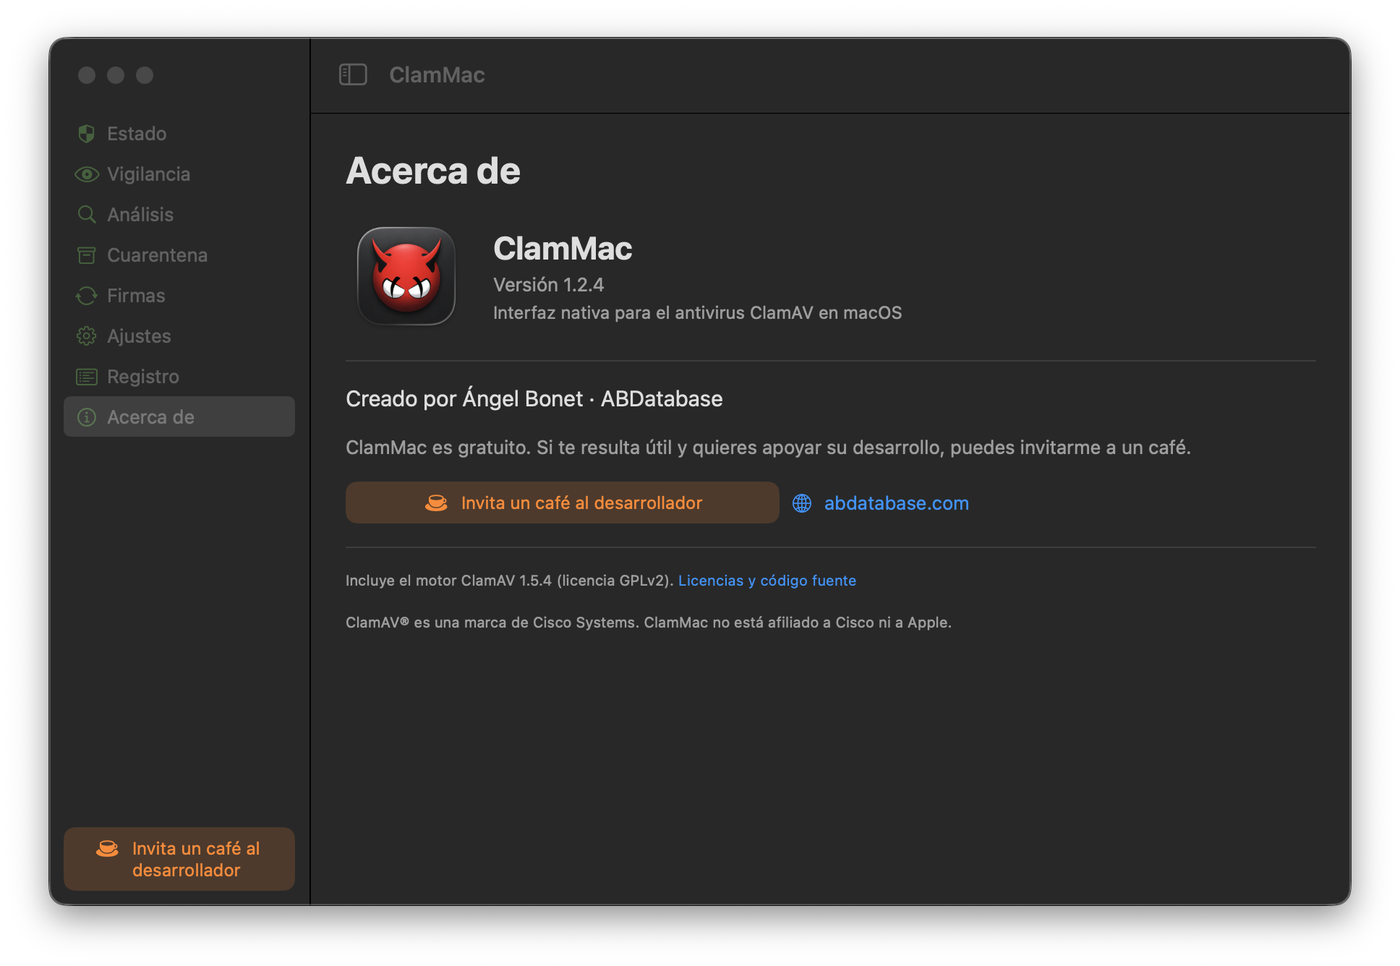 ClamMac
Estado
Vigilancia
Análisis
Cuarentena
Firmas
Ajustes
Registro
Acerca de
Invita un café al
desarrollador
Acerca de
ClamMac
Versión 1.2.4
Interfaz nativa para el antivirus ClamAV en macOS
Creado por Ángel Bonet · ABDatabase
ClamMac es gratuito. Si te resulta útil y quieres apoyar su desarrollo, puedes invitarme a un café.
Invita un café al desarrollador
abdatabase.com
Incluye el motor ClamAV 1.5.4 (licencia GPLv2). Licencias y código fuente
ClamAV® es una marca de Cisco Systems. ClamMac no está afiliado a Cisco ni a Apple.